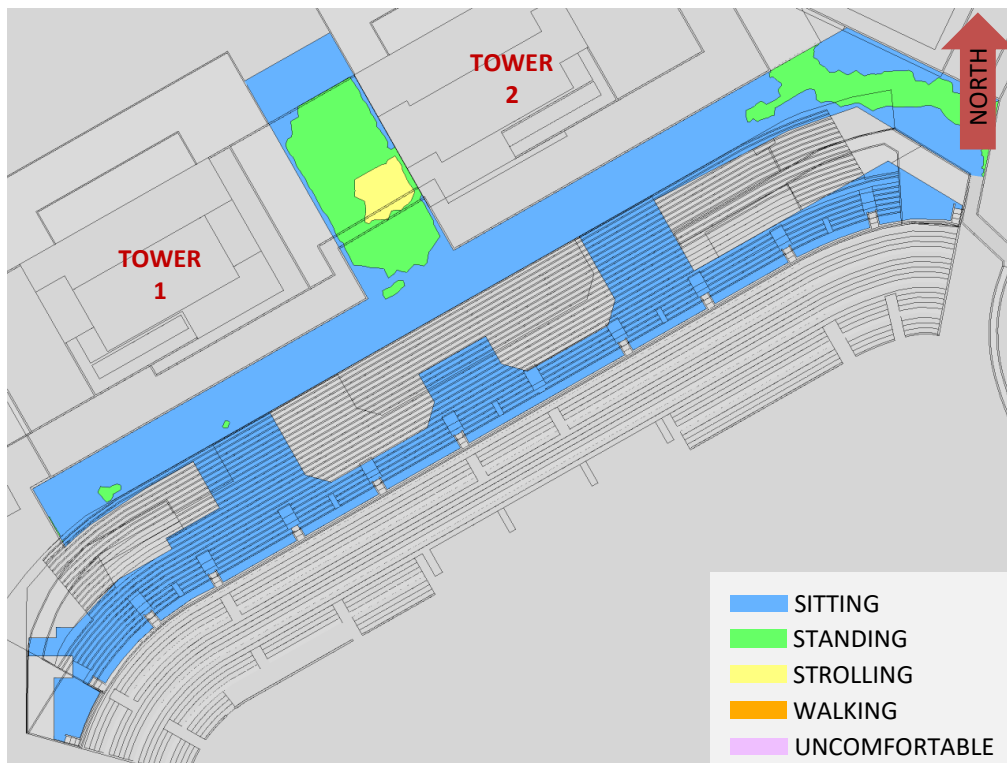 TOWER
2
NORTH
TOWER
1
SITTING
STANDING
STROLLING
WALKING
UNCOMFORTABLE